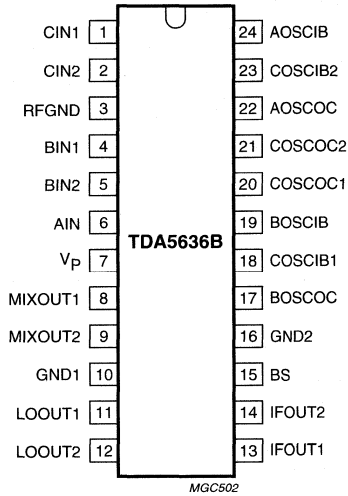 CIN1 1 24 AOSCIB
CIN2 2 23 COSCIB2
RFGND 3 22 AOSCOC
BIN1 4 21 COSCOC2
BIN2 5 20 COSCOC1
AIN 6 19 BOSCIB
TDA5636B
VP 7 18 COSCIB1
MIXOUT1 8 17 BOSCOC
MIXOUT2 9 16 GND2
GND1 10 15 BS
LOOUT1 11 14 IFOUT2
LOOUT2 12 13 IFOUT1
MGC502